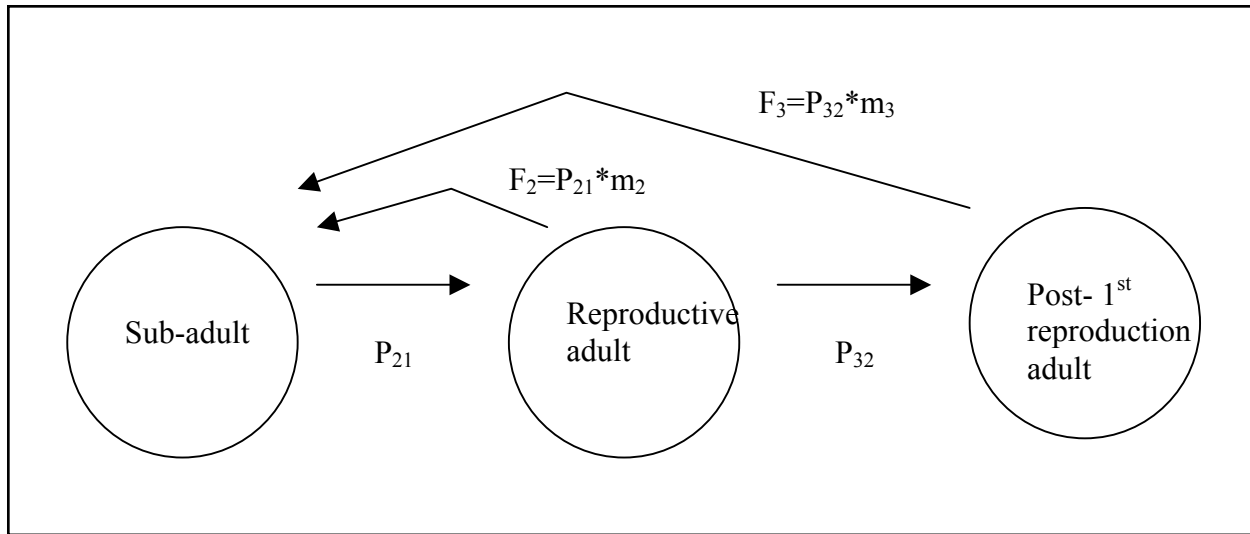 F₃=P₃₂*m₃
F₂=P₂₁*m₂
Sub-adult
P₂₁
Reproductive
adult
P₃₂
Post- 1ˢᵗ
reproduction
adult